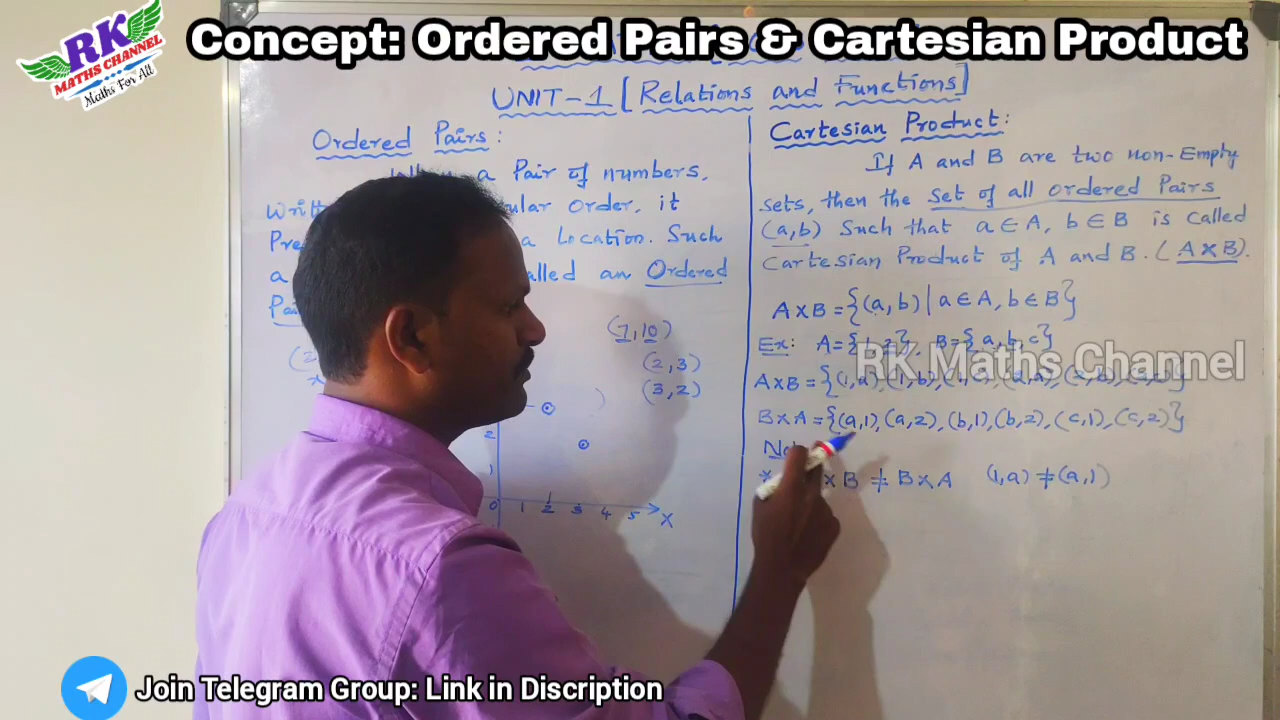 RK
MATHS CHANNEL
Maths For All
Concept: Ordered Pairs & Cartesian Product
UNIT-1 [Relations and Functions]
Ordered Pairs:
a Pair of numbers,
order, it
a Location. Such
an Ordered
(7,10)
(2,3)
(3,2)
2
1
0 1 2 3 4 5 X
Cartesian Product:
If A and B are two non-Empty
sets, then the set of all ordered Pairs
(a,b) Such that a∈A, b∈B is called
Cartesian Product of A and B. (A×B).
A×B={(a,b)|a∈A, b∈B}
Ex: A={1,2}, B={a,b,c}
RK Maths Channel
A×B={(1,a),(1,b),(1,c),(2,a),(2,b),(2,c)}
B×A={(a,1),(a,2),(b,1),(b,2),(c,1),(c,2)}
×B ≠ B×A (1,a)≠(a,1)
Join Telegram Group: Link in Discription